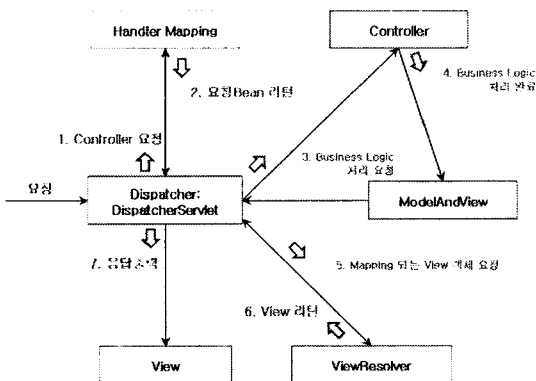 Handler Mapping
Controller
2. 요청Bean 리턴
4. Business Logic
처리 완료
1. Controller 요청
3. Business Logic
처리 요청
요청
Dispatcher:
DispatcherServlet
ModelAndView
7. 응답
5. Mapping 되는 View 객체 요청
6. View 리턴
View
ViewResolver